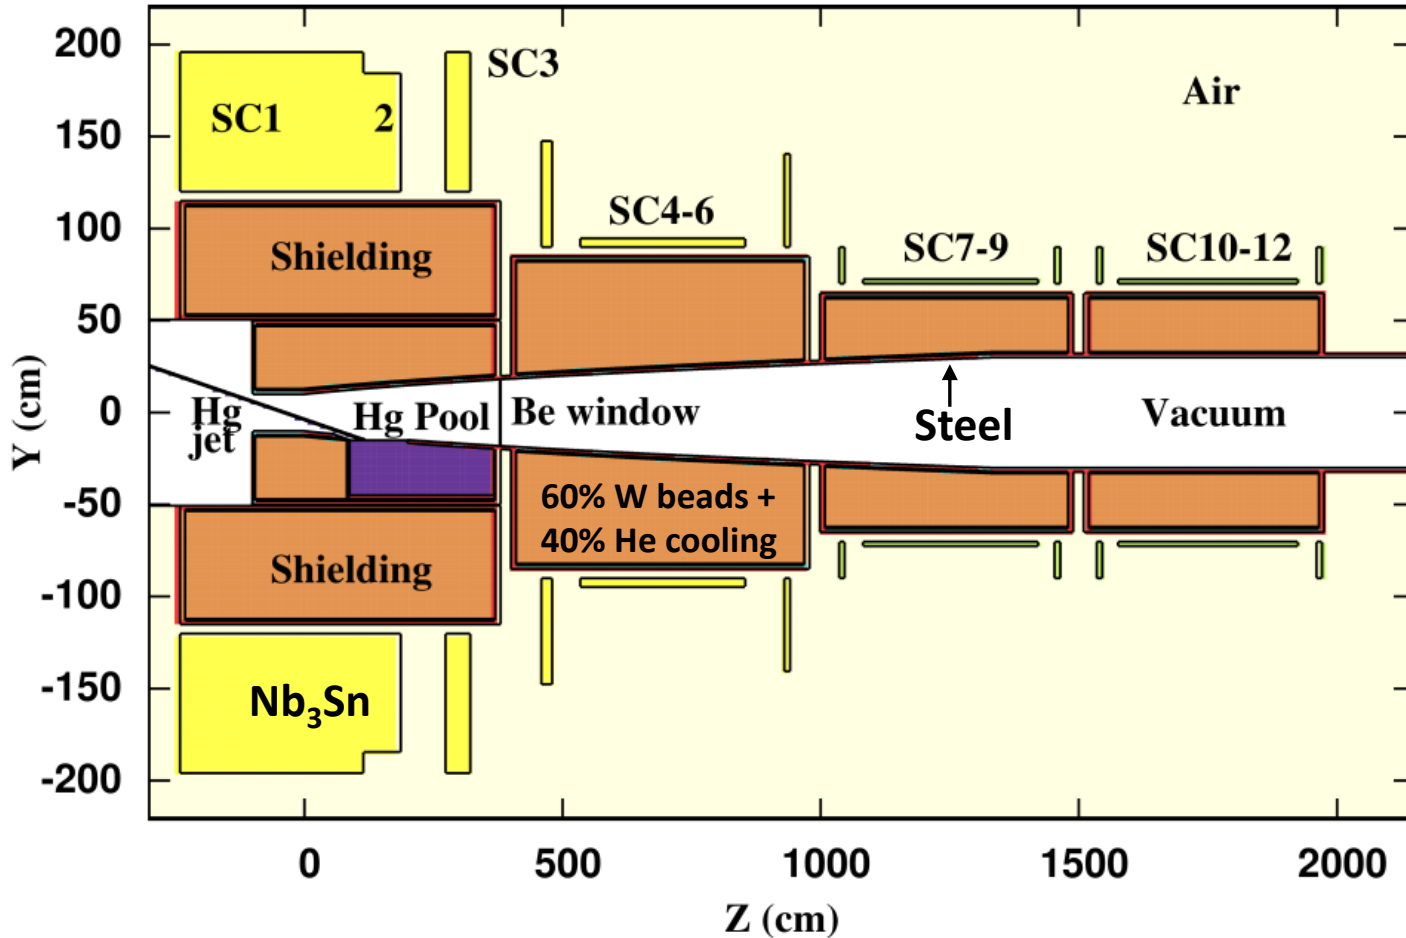 200
150
100
50
0
-50
-100
-150
-200
Y (cm)
SC1 2
SC3
Air
SC4-6
SC7-9
SC10-12
Shielding
Hg
jet
Hg Pool
Be window
Steel
Vacuum
60% W beads +
40% He cooling
Shielding
Nb₃Sn
0 500 1000 1500 2000
Z (cm)